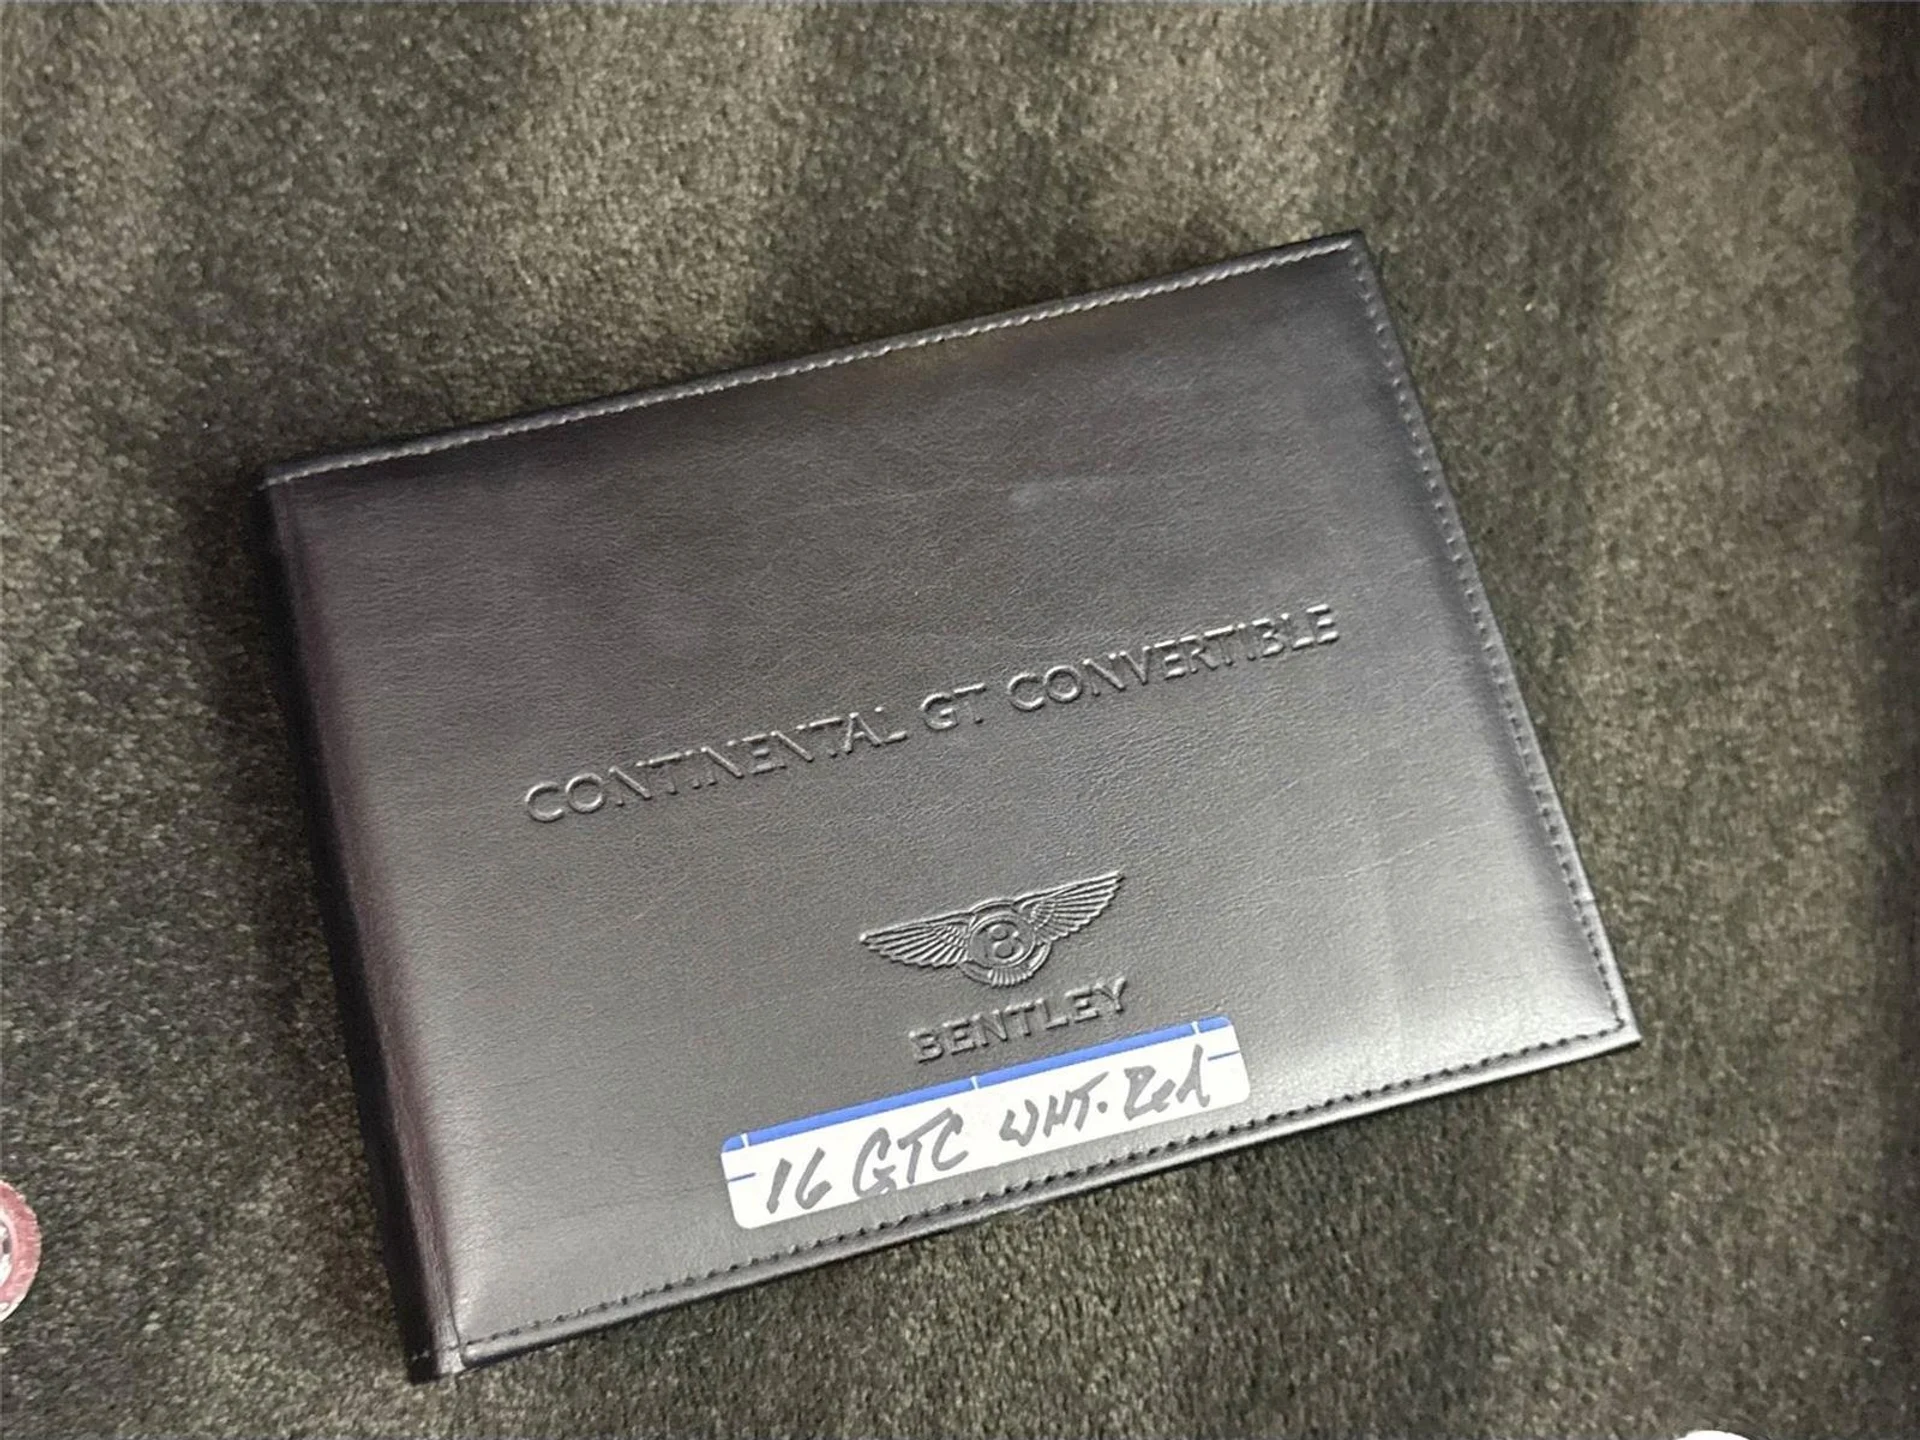 CONTINENTAL GT CONVERTIBLE
B
BENTLEY
16 GTC WHT. Red